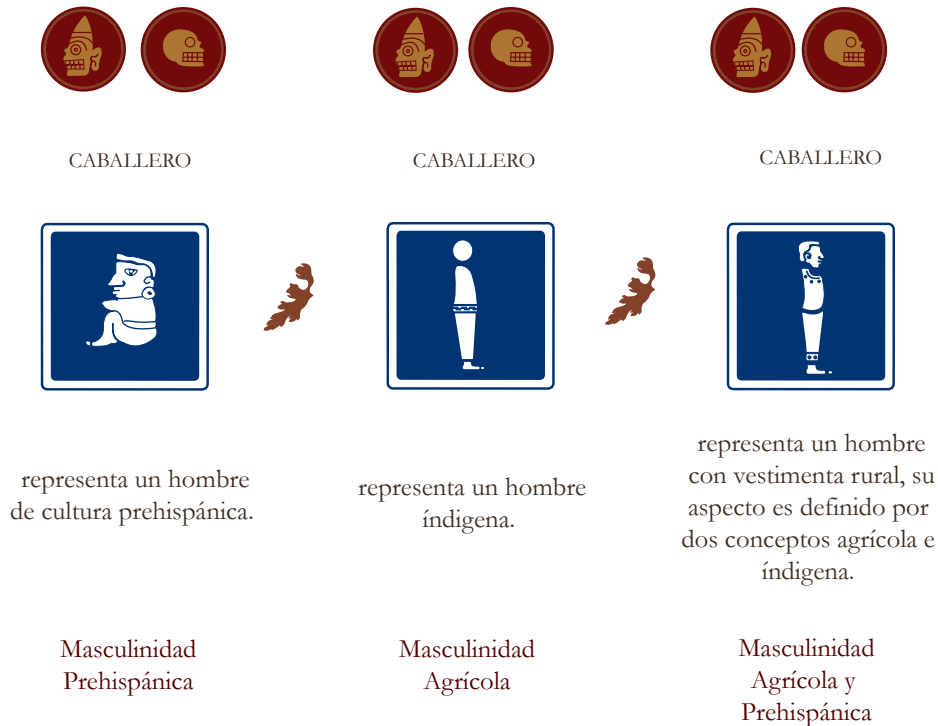 CABALLERO
representa un hombre
de cultura prehispánica.
Masculinidad
Prehispánica
CABALLERO
representa un hombre
índigena.
Masculinidad
Agrícola
CABALLERO
representa un hombre
con vestimenta rural, su
aspecto es definido por
dos conceptos agrícola e
índigena.
Masculinidad
Agrícola y
Prehispánica